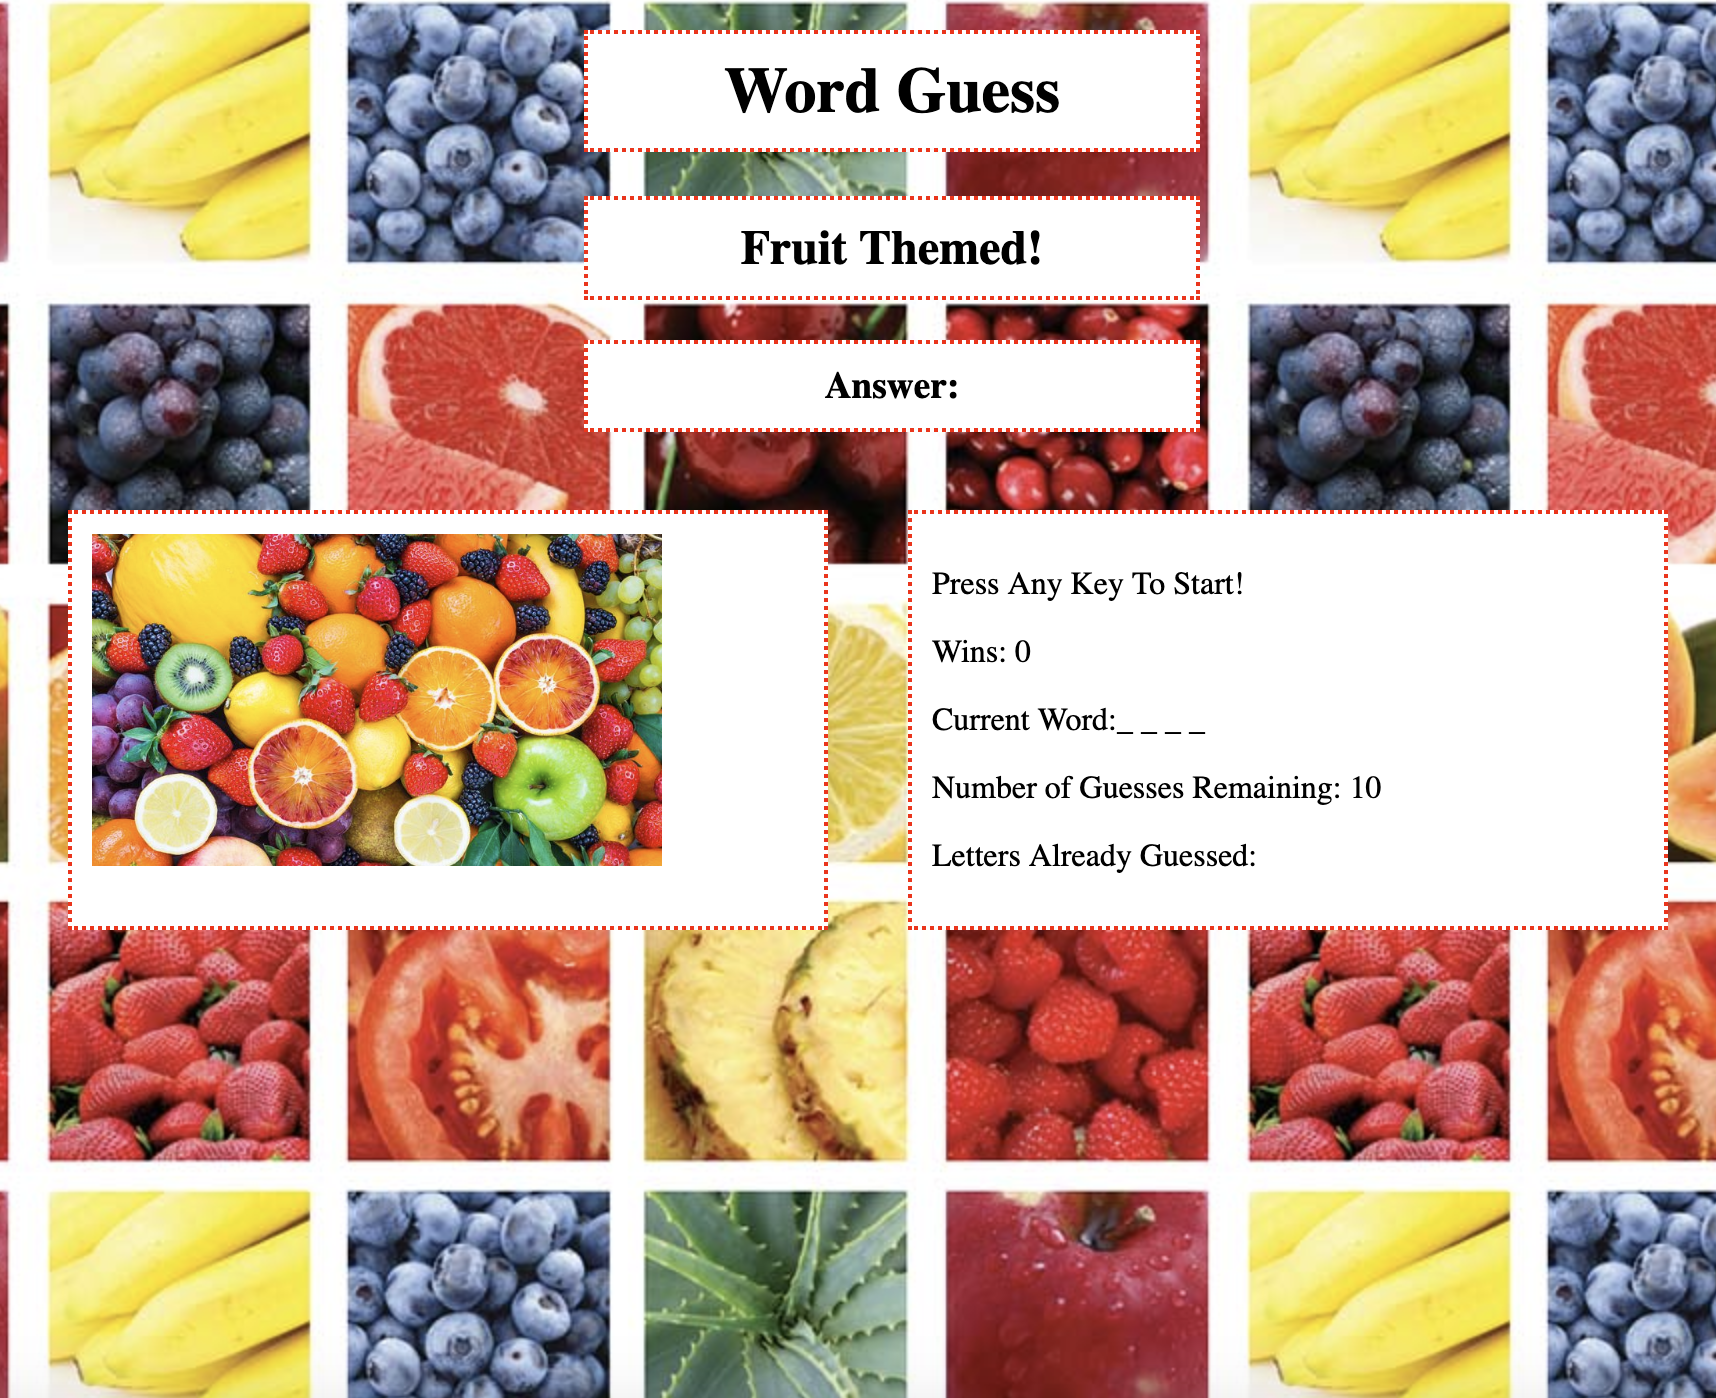 Word Guess
Fruit Themed!
Answer:
Press Any Key To Start!
Wins: 0
Current Word:_ _ _ _
Number of Guesses Remaining: 10
Letters Already Guessed: